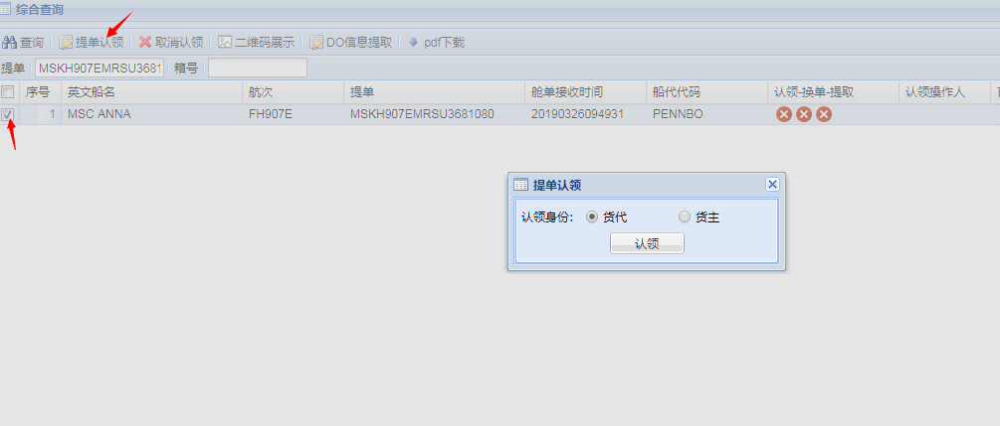 综合查询
查询 提单认领 取消认领 二维码展示 DO信息提取 pdf下载
提单 MSKH907EMRSU3681 箱号
序号 英文船名 航次 提单 舱单接收时间 船代代码 认领-换单-提取 认领操作人
1 MSC ANNA FH907E MSKH907EMRSU3681080 20190326094931 PENNBO
提单认领
认领身份: 货代 货主
认领